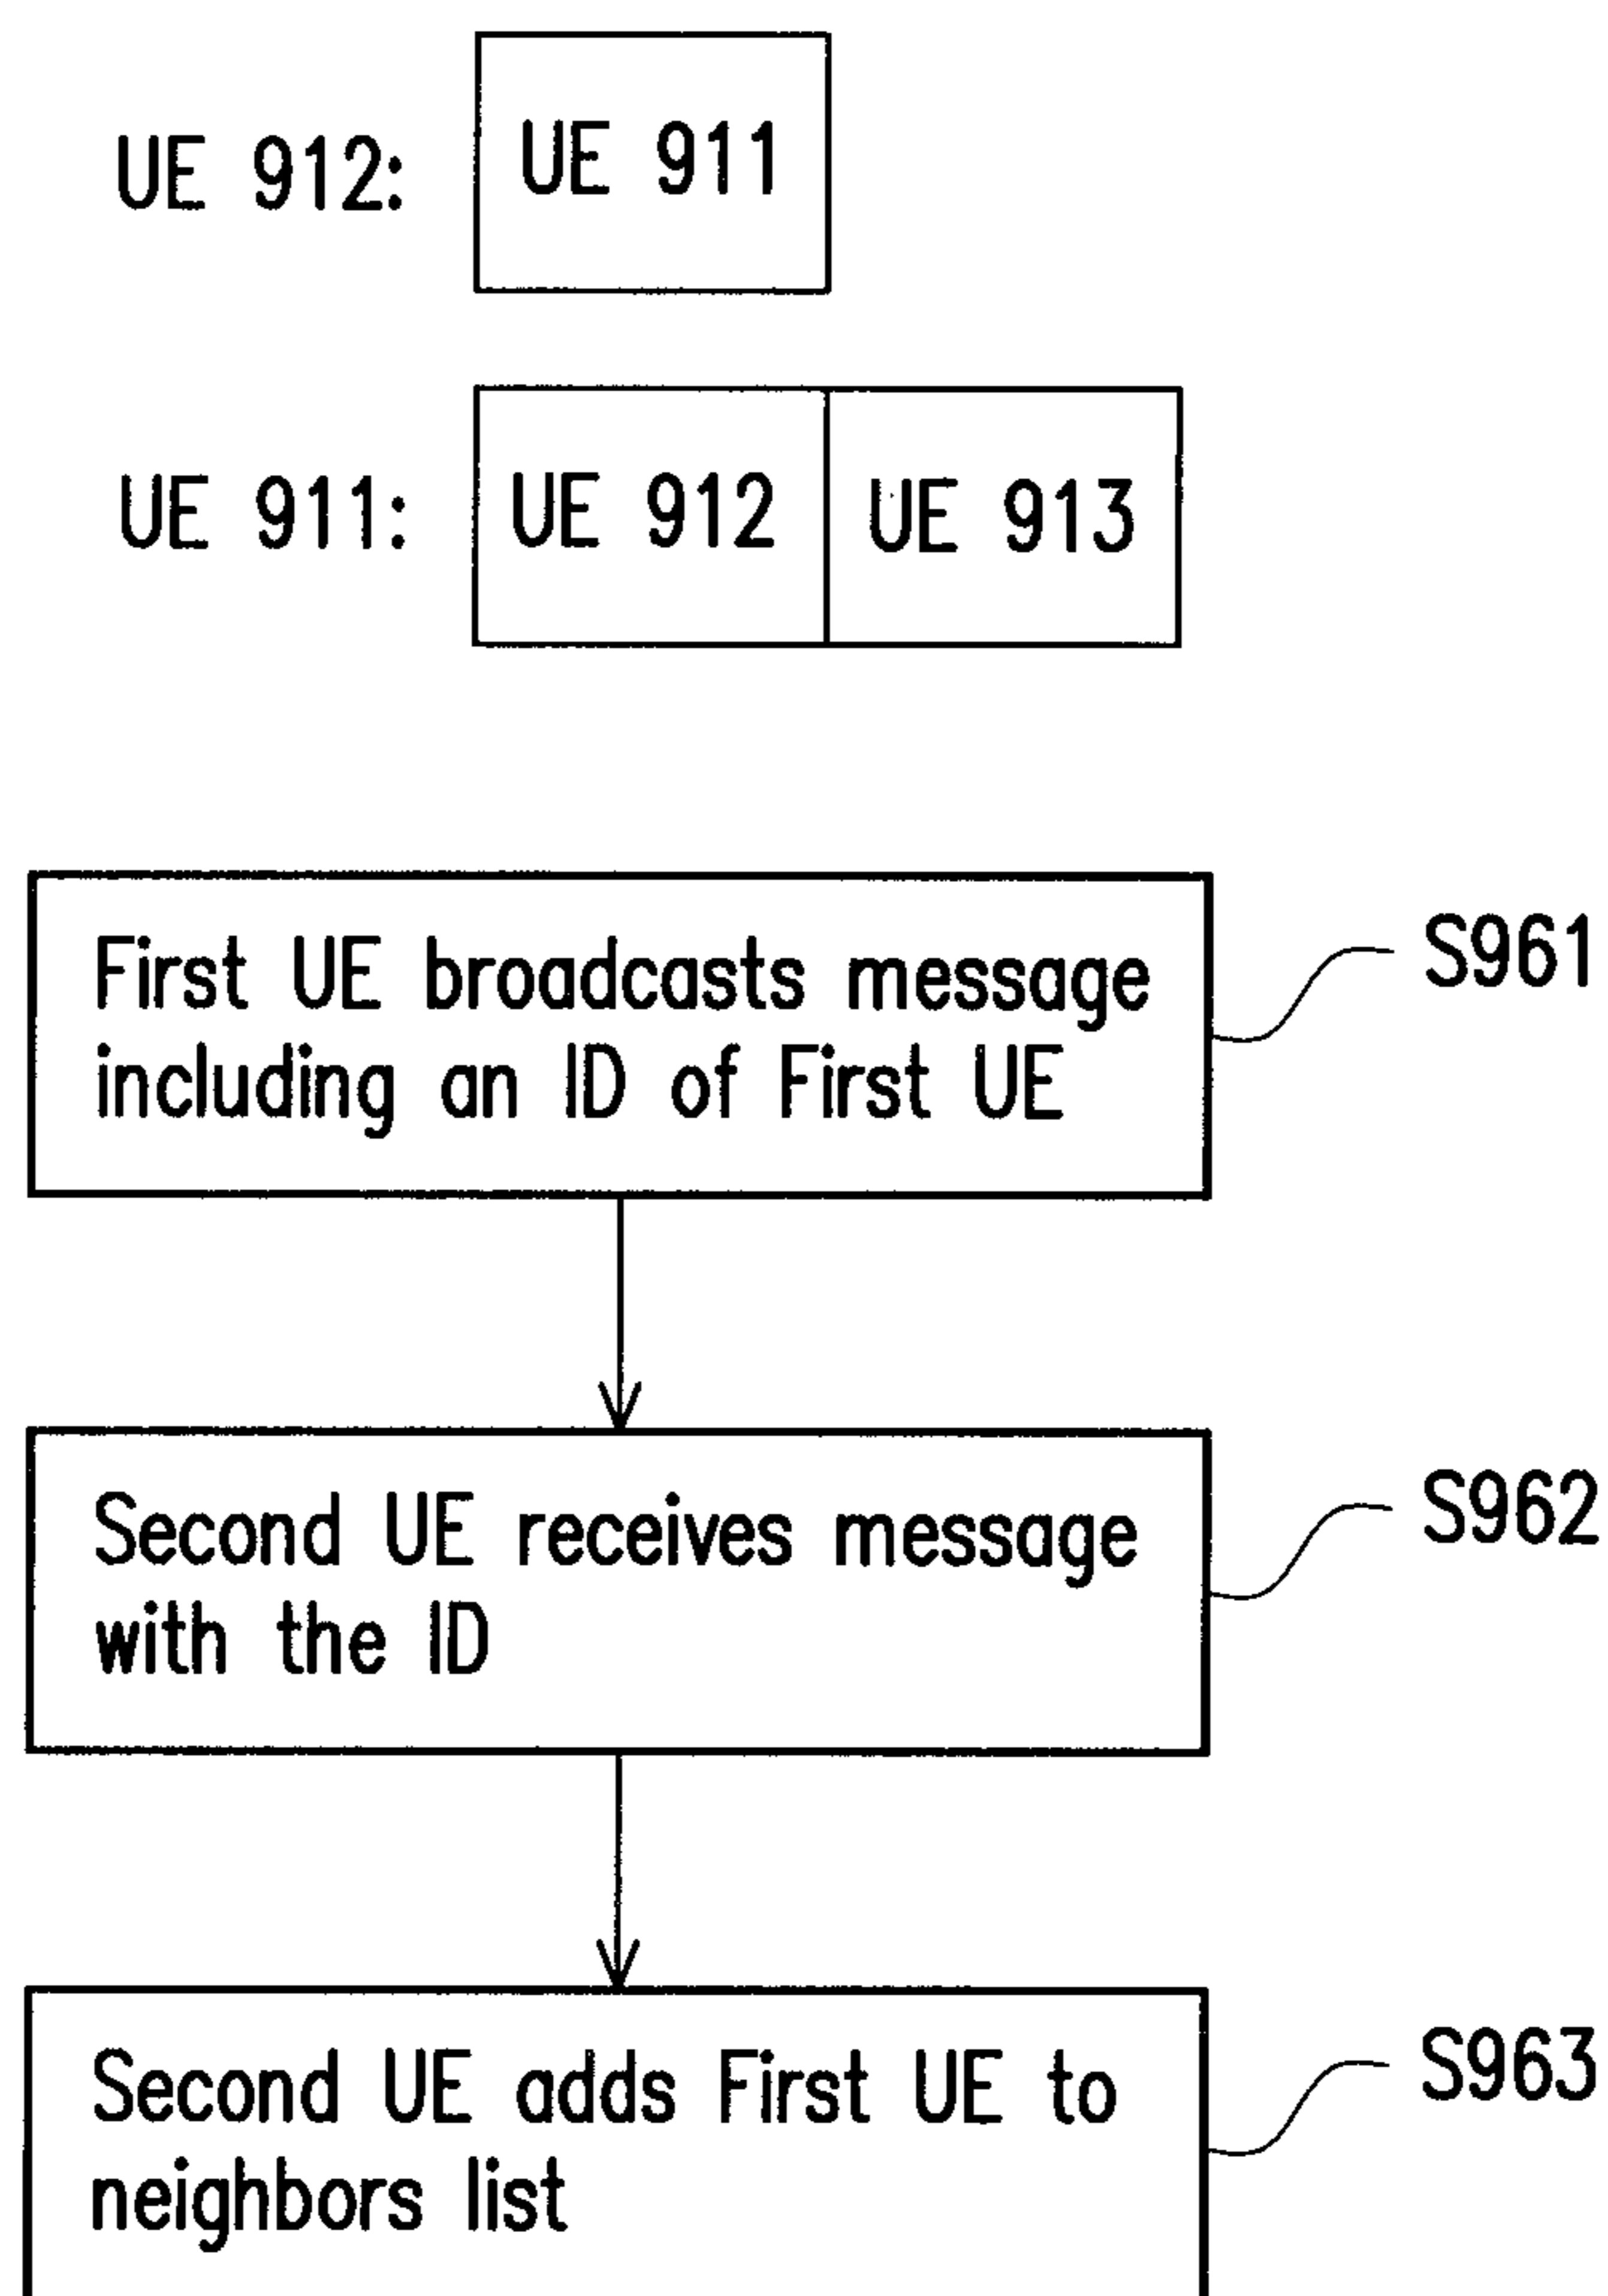 UE 912: UE 911
UE 911: UE 912 UE 913
First UE broadcasts message
including an ID of First UE
S961
Second UE receives message
with the ID
S962
Second UE adds First UE to
neighbors list
S963